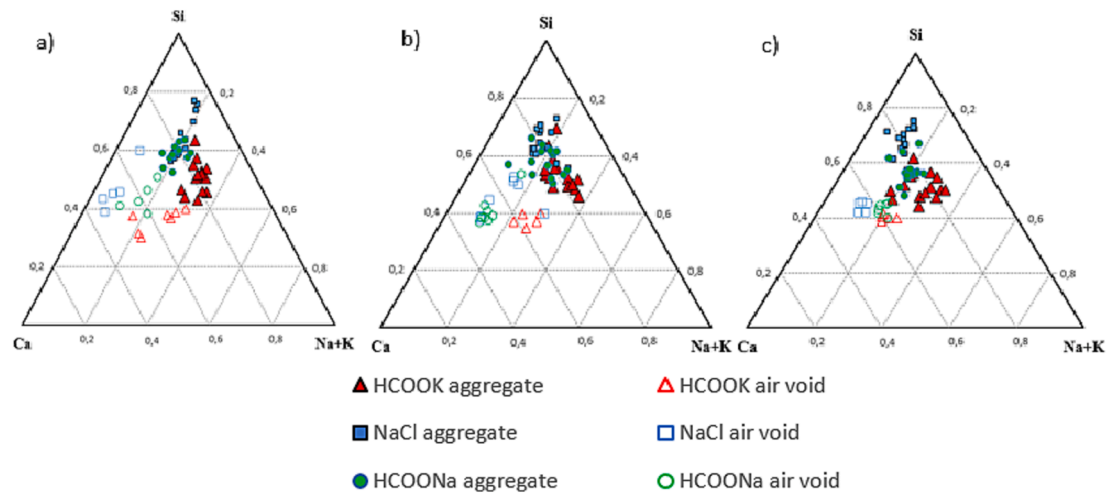 a) Si
0,8 0,2
0,6 0,4
0,4 0,6
0,2 0,8
Ca 0,2 0,4 0,6 0,8 Na+K
b) Si
0,8 0,2
0,6 0,4
0,4 0,6
0,2 0,8
Ca 0,2 0,4 0,6 0,8 Na+K
c) Si
0,8 0,2
0,6 0,4
0,4 0,6
0,2 0,8
Ca 0,2 0,4 0,6 0,8 Na+K
HCOOK aggregate HCOOK air void
NaCl aggregate NaCl air void
HCOONa aggregate HCOONa air void